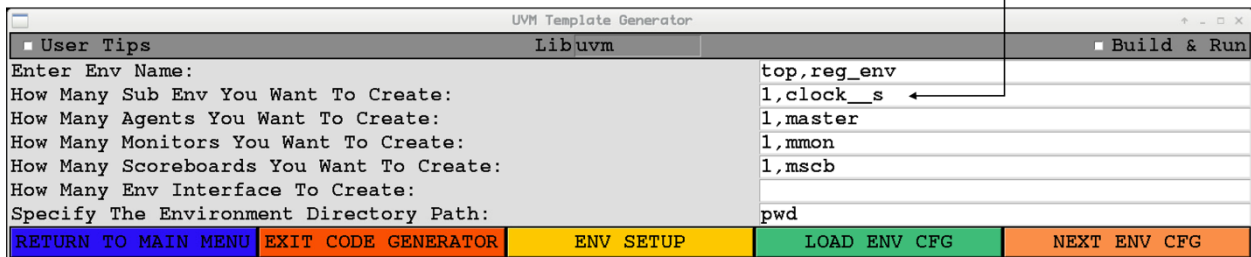 UVM Template Generator
User Tips Lib uvm Build & Run
Enter Env Name: top,reg_env
How Many Sub Env You Want To Create: 1,clock__s
How Many Agents You Want To Create: 1,master
How Many Monitors You Want To Create: 1,mmon
How Many Scoreboards You Want To Create: 1,mscb
How Many Env Interface To Create:
Specify The Environment Directory Path: pwd
RETURN TO MAIN MENU EXIT CODE GENERATOR ENV SETUP LOAD ENV CFG NEXT ENV CFG